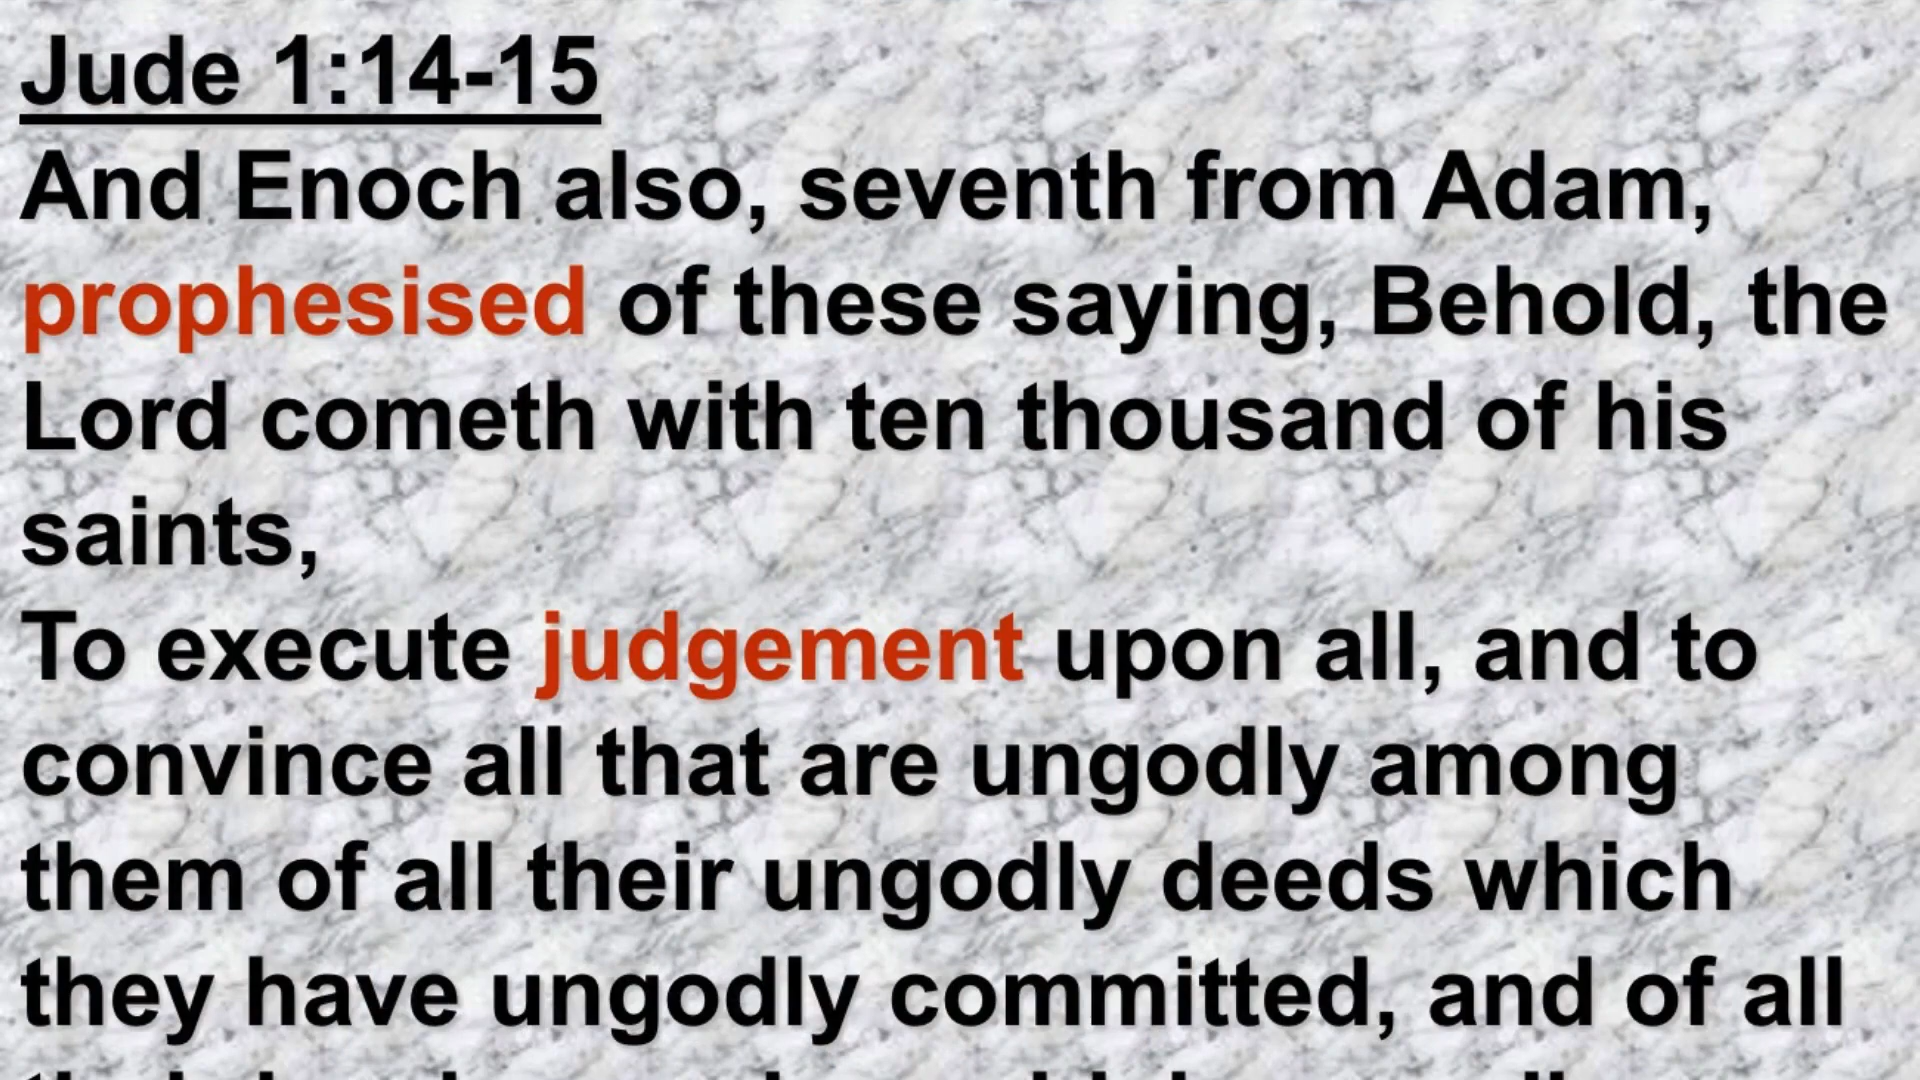 Jude 1:14-15
And Enoch also, seventh from Adam,
prophesised of these saying, Behold, the
Lord cometh with ten thousand of his
saints,
To execute judgement upon all, and to
convince all that are ungodly among
them of all their ungodly deeds which
they have ungodly committed, and of all